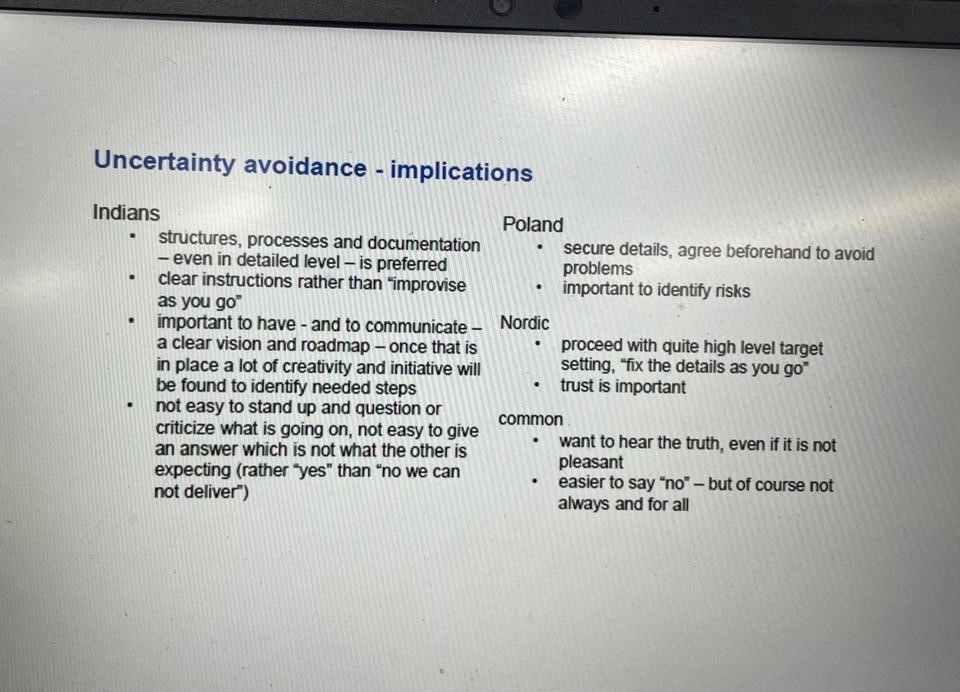 Uncertainty avoidance - implications
Indians
• structures, processes and documentation
– even in detailed level – is preferred
• clear instructions rather than “improvise
as you go”
• important to have - and to communicate –
a clear vision and roadmap – once that is
in place a lot of creativity and initiative will
be found to identify needed steps
• not easy to stand up and question or
criticize what is going on, not easy to give
an answer which is not what the other is
expecting (rather “yes” than “no we can
not deliver”)
Poland
• secure details, agree beforehand to avoid
problems
• important to identify risks
Nordic
• proceed with quite high level target
setting, “fix the details as you go”
• trust is important
common
• want to hear the truth, even if it is not
pleasant
• easier to say “no” – but of course not
always and for all